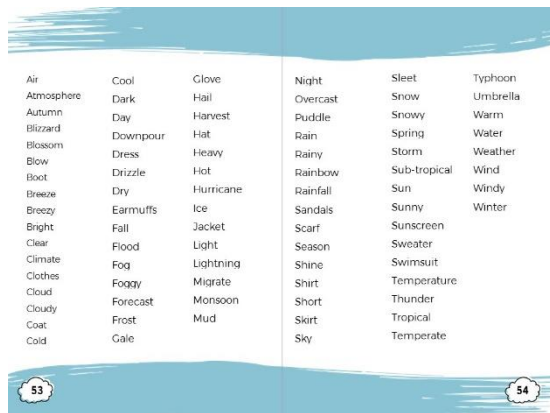 Air
Atmosphere
Autumn
Blizzard
Blossom
Blow
Boot
Breeze
Breezy
Bright
Clear
Climate
Clothes
Cloud
Cloudy
Coat
Cold
Cool
Dark
Day
Downpour
Dress
Drizzle
Dry
Earmuffs
Fall
Flood
Fog
Foggy
Forecast
Frost
Gale
Glove
Hail
Harvest
Hat
Heavy
Hot
Hurricane
Ice
Jacket
Light
Lightning
Migrate
Monsoon
Mud
53
Night
Overcast
Puddle
Rain
Rainy
Rainbow
Rainfall
Sandals
Scarf
Season
Shine
Shirt
Short
Skirt
Sky
Sleet
Snow
Snowy
Spring
Storm
Sub-tropical
Sun
Sunny
Sunscreen
Sweater
Swimsuit
Temperature
Thunder
Tropical
Temperate
Typhoon
Umbrella
Warm
Water
Weather
Wind
Windy
Winter
54